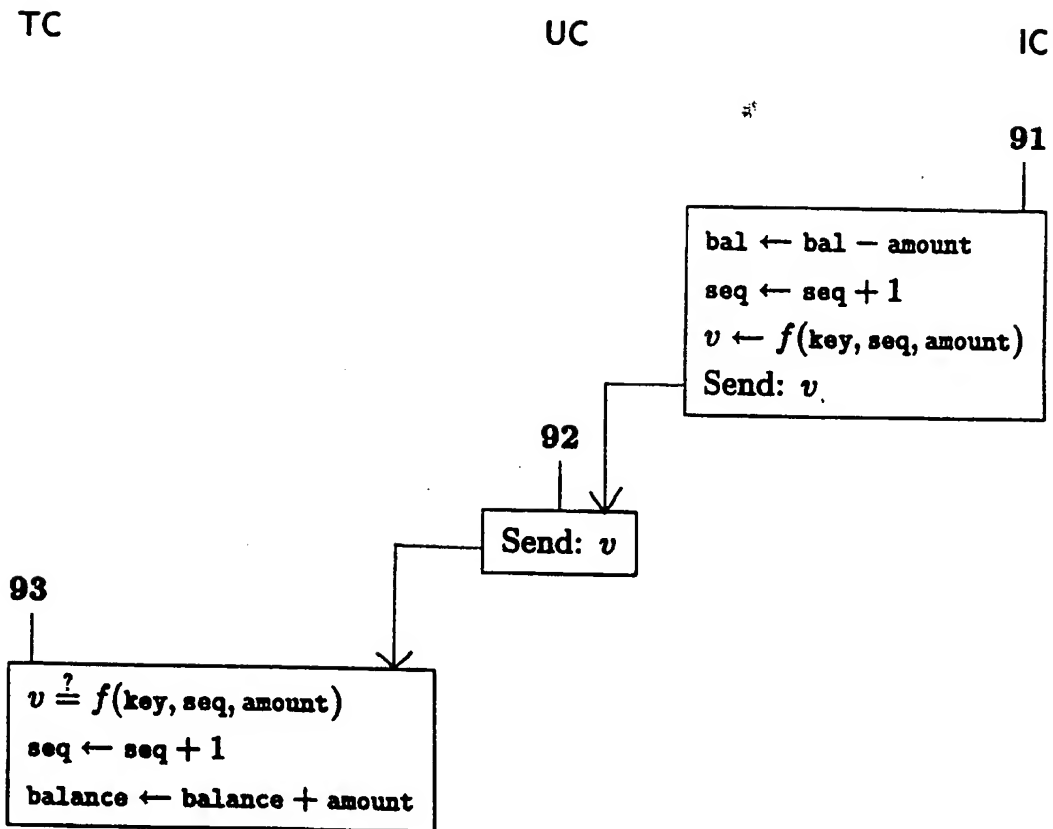 TC
UC
IC
91
bal ← bal − amount
seq ← seq + 1
v ← f(key, seq, amount)
Send: v
92
Send: v
93
v ≟ f(key, seq, amount)
seq ← seq + 1
balance ← balance + amount